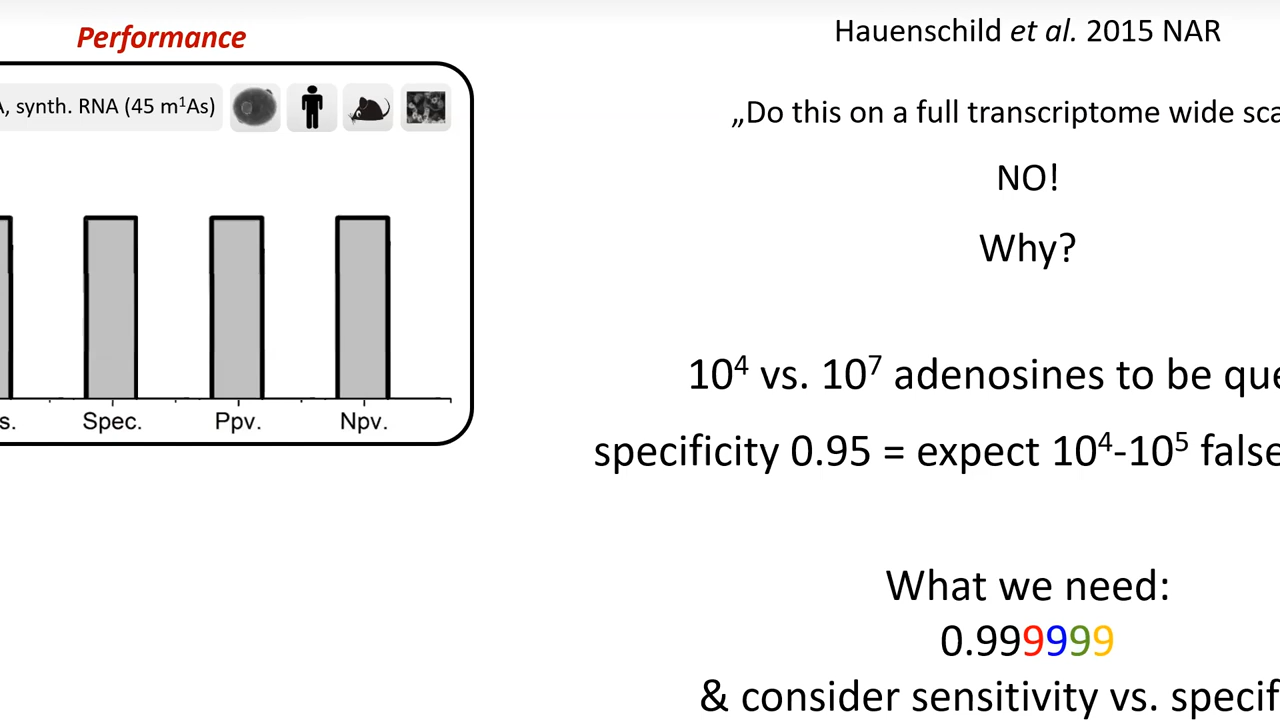 Performance
A, synth. RNA (45 m¹As)
s. Spec. Ppv. Npv.
Hauenschild et al. 2015 NAR
„Do this on a full transcriptome wide sca
NO!
Why?
10⁴ vs. 10⁷ adenosines to be que
specificity 0.95 = expect 10⁴-10⁵ false
What we need:
0.999999
& consider sensitivity vs. specif